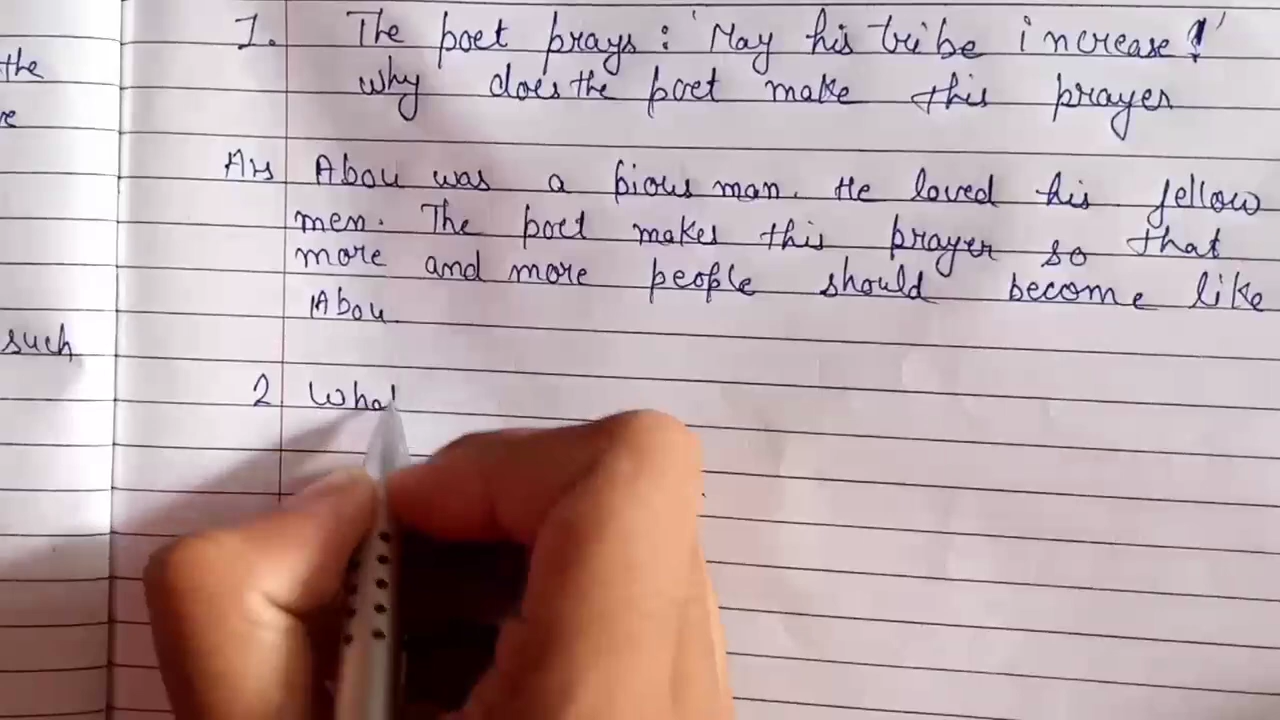 the
re
such
1. The poet prays: 'May his tribe increase!'
why does the poet make this prayer
Ans Abou was a pious man. He loved his fellow
men. The poet makes this prayer so that
more and more people should become like
Abou
2 What